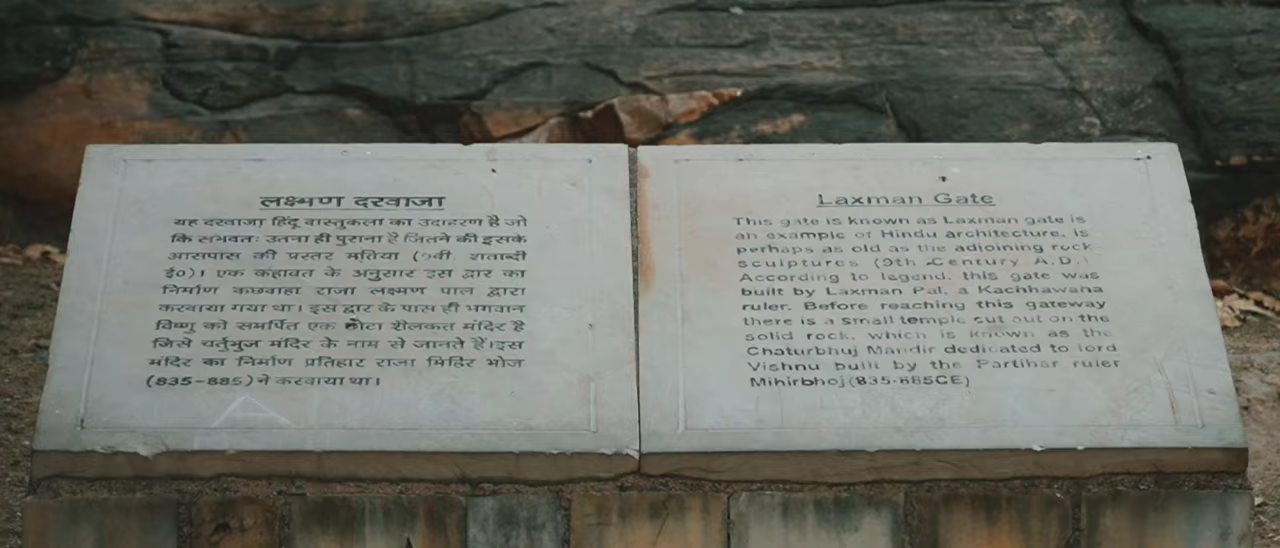 लक्ष्मण दरवाजा
यह दरवाजा हिंदू वास्तुकला का उदाहरण है जो
कि संभवतः उतना ही पुराना है जितने की इसके
आसपास की प्रस्तर मूतिया (9वी शताब्दी
ई०)। एक कहावत के अनुसार इस द्वार का
निर्माण कछवाहा राजा लक्ष्मण पाल द्वारा
करवाया गया था। इस द्वार के पास ही भगवान
विष्णु को समर्पित एक छोटा शैलकत मंदिर है
जिसे चर्तुभुज मंदिर के नाम से जानते हैं।इस
मंदिर का निर्माण प्रतिहार राजा मिहिर भोज
(835-885) ने करवाया था।
Laxman Gate
This gate is known as Laxman gate is
an example of Hindu architecture, is
perhaps as old as the adjoining rock
sculptures (9th Century A.D.).
According to legend, this gate was
built by Laxman Pal, a Kachhawaha
ruler. Before reaching this gateway
there is a small temple cut out on the
solid rock, which is known as the
Chaturbhuj Mandir dedicated to lord
Vishnu built by the Partihar ruler
Mihirbhoj(835-885CE)